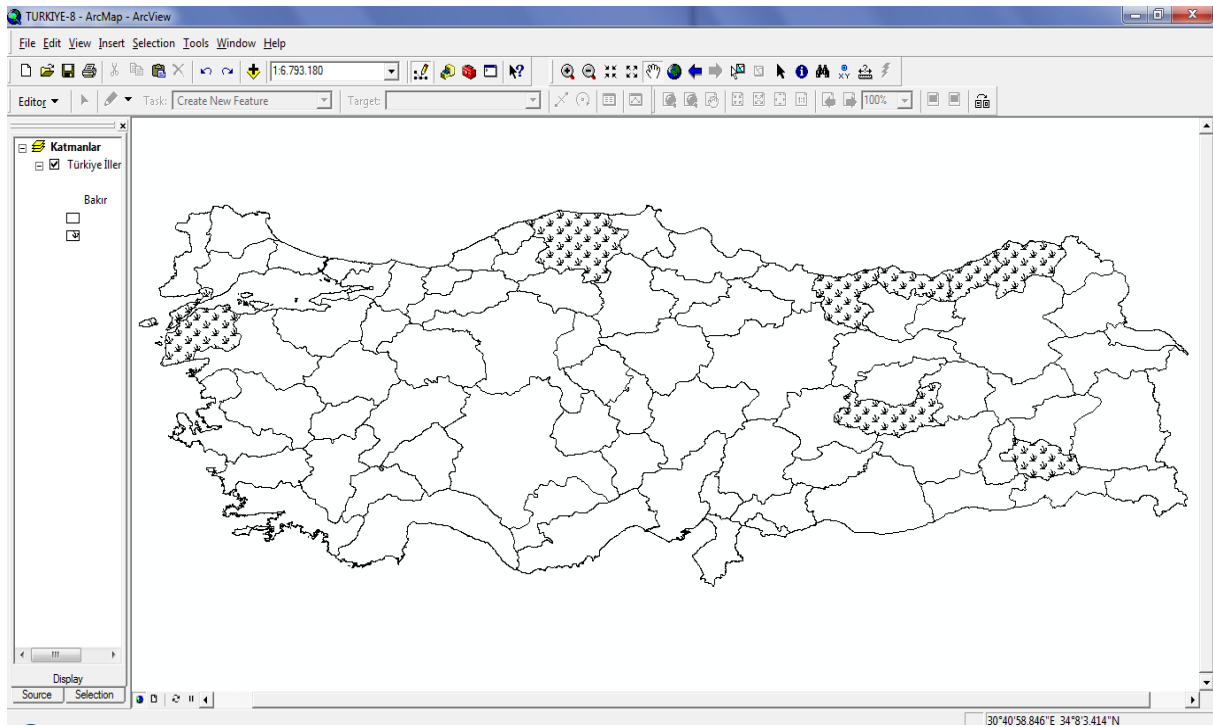 TURKIYE-8 - ArcMap - ArcView
File Edit View Insert Selection Tools Window Help
1:6.793.180
Editor Task: Create New Feature Target: 100%
Katmanlar
Türkiye İller
Bakır
Display
Source Selection
30°40'58.846"E 34°8'3.414"N